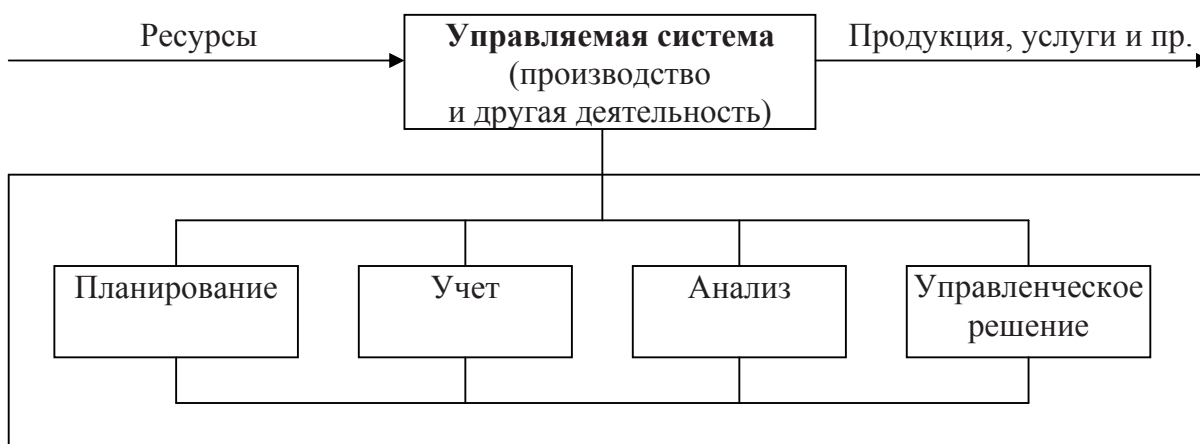 Ресурсы
Управляемая система
(производство
и другая деятельность)
Продукция, услуги и пр.
Планирование
Учет
Анализ
Управленческое
решение